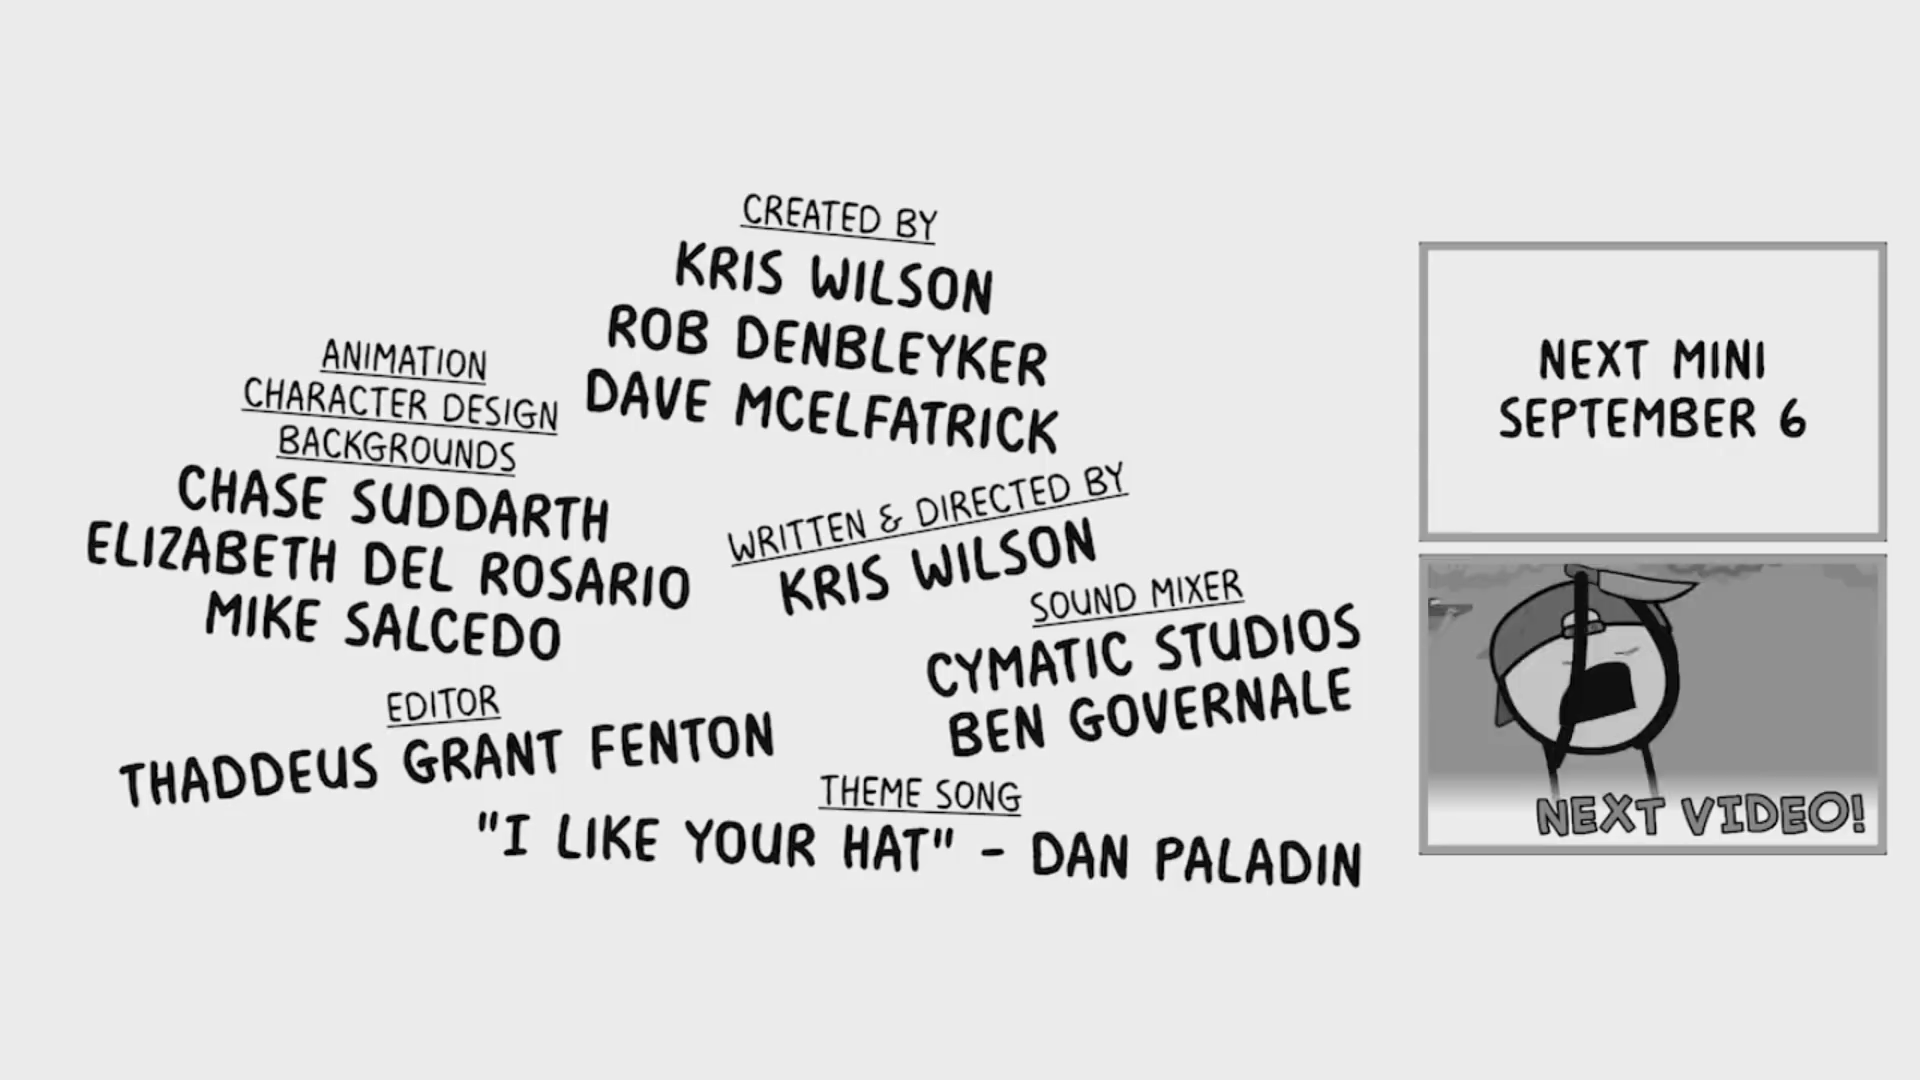 CREATED BY
KRIS WILSON
ROB DENBLEYKER
DAVE MCELFATRICK
ANIMATION
CHARACTER DESIGN
BACKGROUNDS
CHASE SUDDARTH
ELIZABETH DEL ROSARIO
MIKE SALCEDO
WRITTEN & DIRECTED BY
KRIS WILSON
SOUND MIXER
CYMATIC STUDIOS
BEN GOVERNALE
EDITOR
THADDEUS GRANT FENTON
THEME SONG
"I LIKE YOUR HAT" - DAN PALADIN
NEXT MINI
SEPTEMBER 6
NEXT VIDEO!